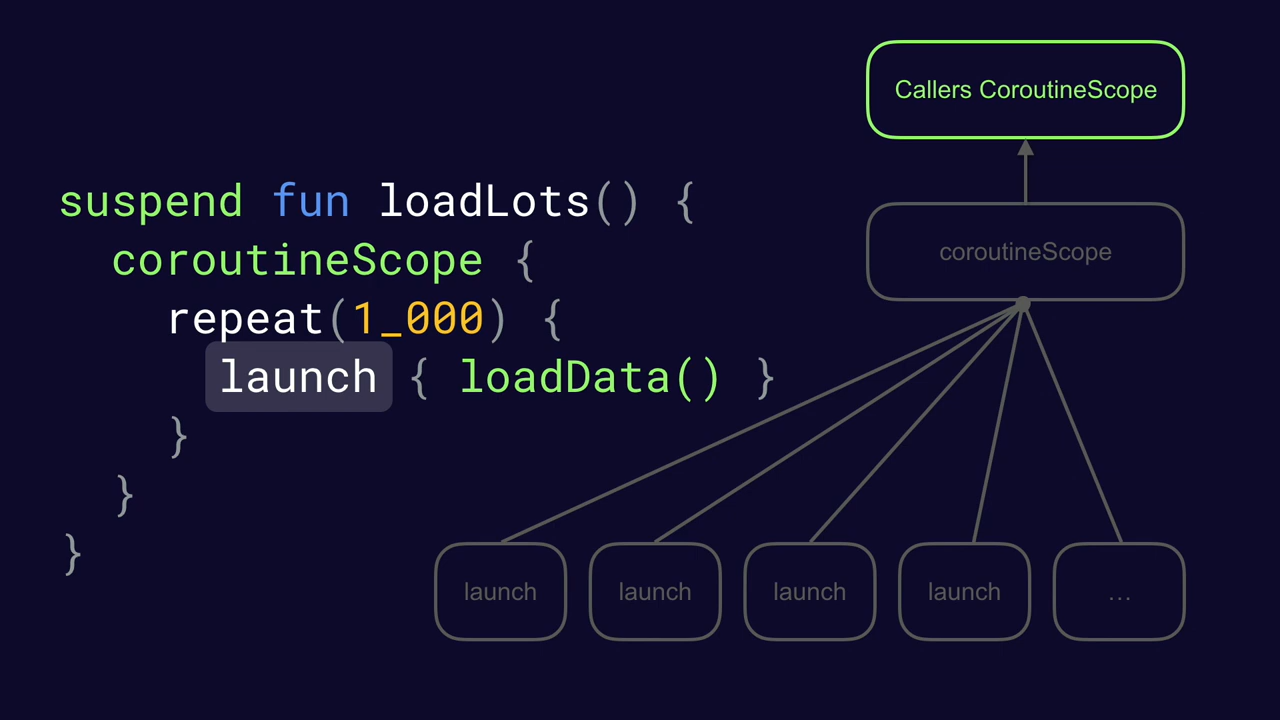 suspend fun loadLots() {
coroutineScope {
repeat(1_000) {
launch { loadData() }
}
}
}
Callers CoroutineScope
coroutineScope
launch
launch
launch
launch
…